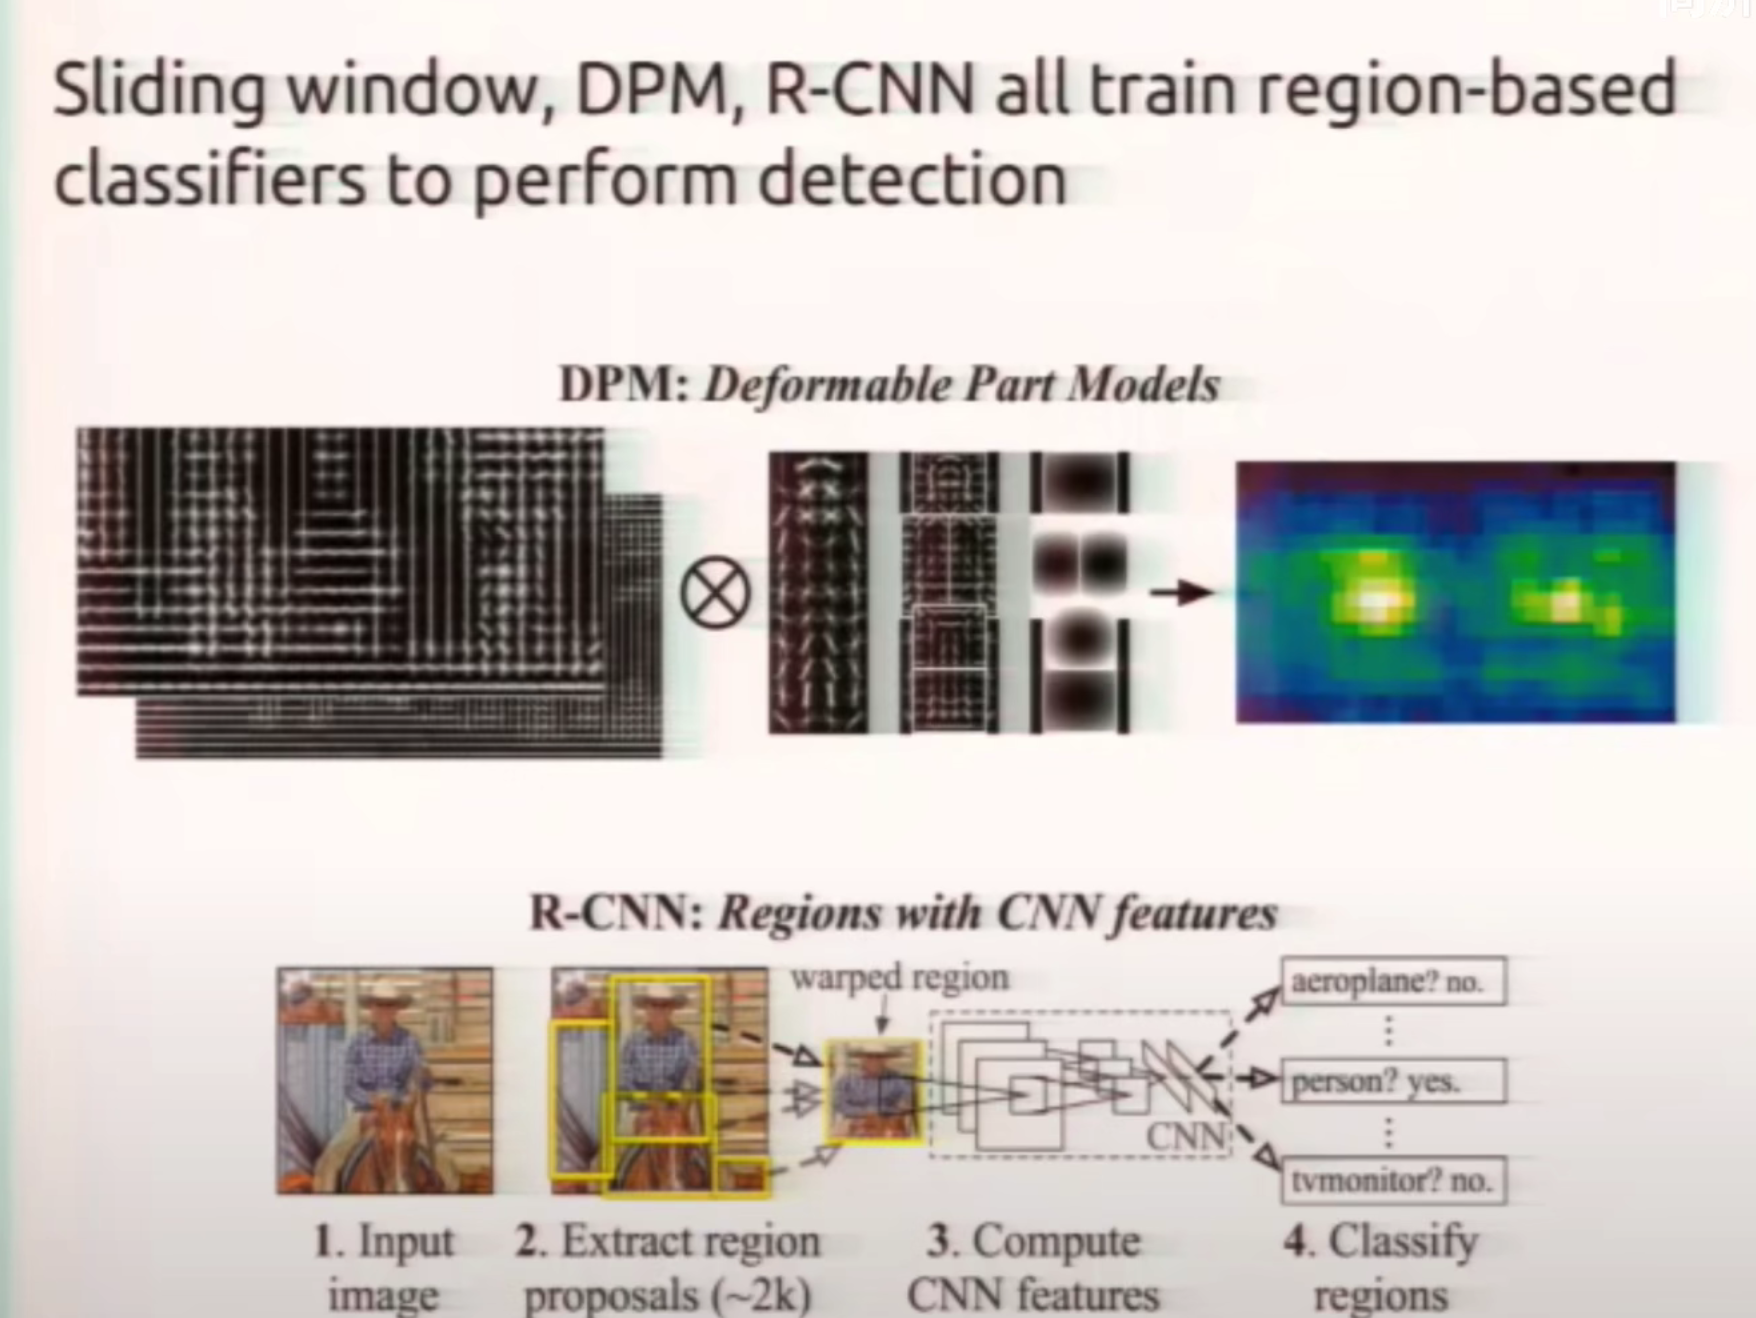 Sliding window, DPM, R-CNN all train region-based
classifiers to perform detection
DPM: Deformable Part Models
R-CNN: Regions with CNN features
warped region
aeroplane? no.
person? yes.
CNN
tvmonitor? no.
1. Input
image
2. Extract region
proposals (~2k)
3. Compute
CNN features
4. Classify
regions